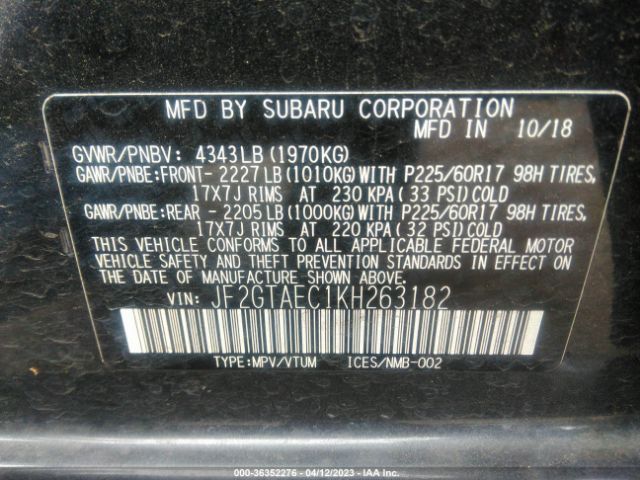 MFD BY SUBARU CORPORATION
MFD IN 10/18
GVWR/PNBV: 4343LB (1970KG)
GAWR/PNBE:FRONT- 2227 LB (1010KG) WITH P225/60R17 98H TIRES,
17X7J RIMS AT 230 KPA ( 33 PSI) COLD
GAWR/PNBE:REAR - 2205 LB (1000KG) WITH P225/60R17 98H TIRES,
17X7J RIMS AT 220 KPA ( 32 PSI) COLD
THIS VEHICLE CONFORMS TO ALL APPLICABLE FEDERAL MOTOR
VEHICLE SAFETY AND THEFT PREVENTION STANDARDS IN EFFECT
ON THE DATE OF MANUFACTURE SHOWN ABOVE.
VIN: JF2GTAEC1KH263182
TYPE:MPV/VTUM ICES/NMB-002
000-36352276 - 04/12/2023 - IAA Inc.